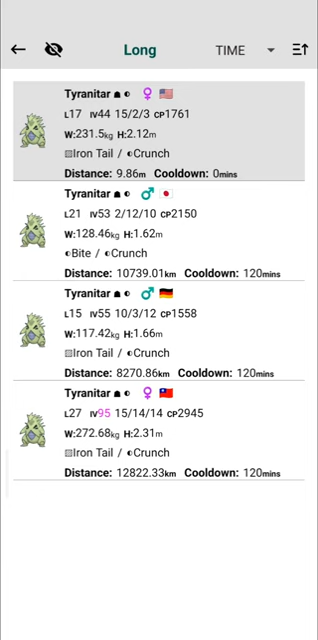 Long
TIME
Tyranitar
L17 IV44 15/2/3 CP1761
W:231.5kg H:2.12m
Iron Tail / Crunch
Distance: 9.86m Cooldown: 0mins
Tyranitar
L21 IV53 2/12/10 CP2150
W:128.46kg H:1.62m
Bite / Crunch
Distance: 10739.01km Cooldown: 120mins
Tyranitar
L15 IV55 10/3/12 CP1558
W:117.42kg H:1.66m
Iron Tail / Crunch
Distance: 8270.86km Cooldown: 120mins
Tyranitar
L27 IV95 15/14/14 CP2945
W:272.68kg H:2.31m
Iron Tail / Crunch
Distance: 12822.33km Cooldown: 120mins